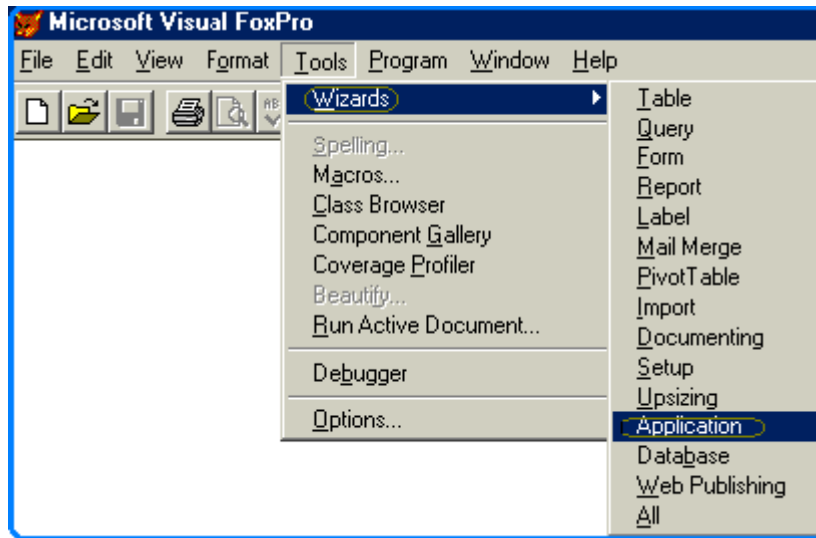 Microsoft Visual FoxPro
File Edit View Format Tools Program Window Help
AB
Wizards
Spelling...
Macros...
Class Browser
Component Gallery
Coverage Profiler
Beautify...
Run Active Document...
Debugger
Options...
Table
Query
Form
Report
Label
Mail Merge
PivotTable
Import
Documenting
Setup
Upsizing
Application
Database
Web Publishing
All